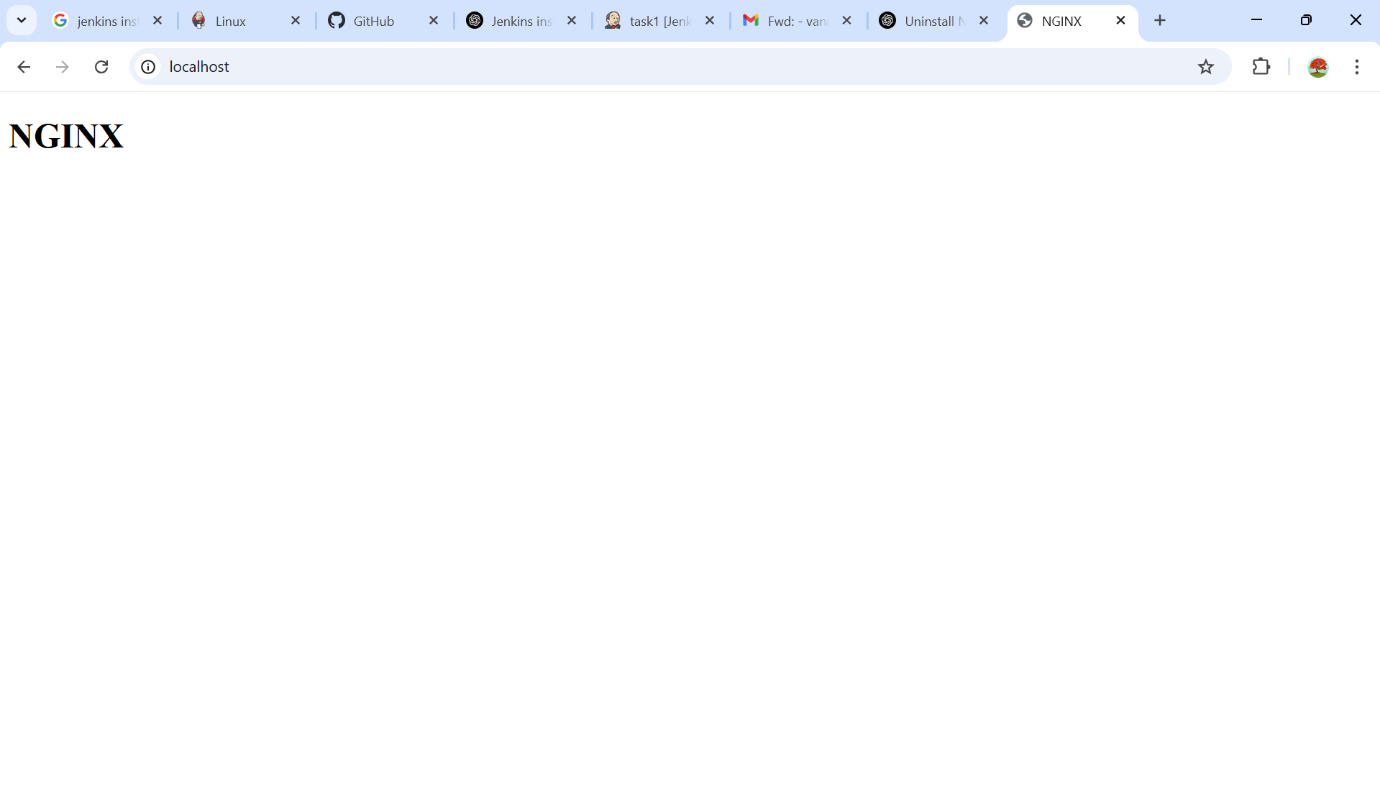 jenkins ins
Linux
GitHub
Jenkins ins
task1 [Jenk
Fwd: - van
Uninstall N
NGINX
localhost
NGINX